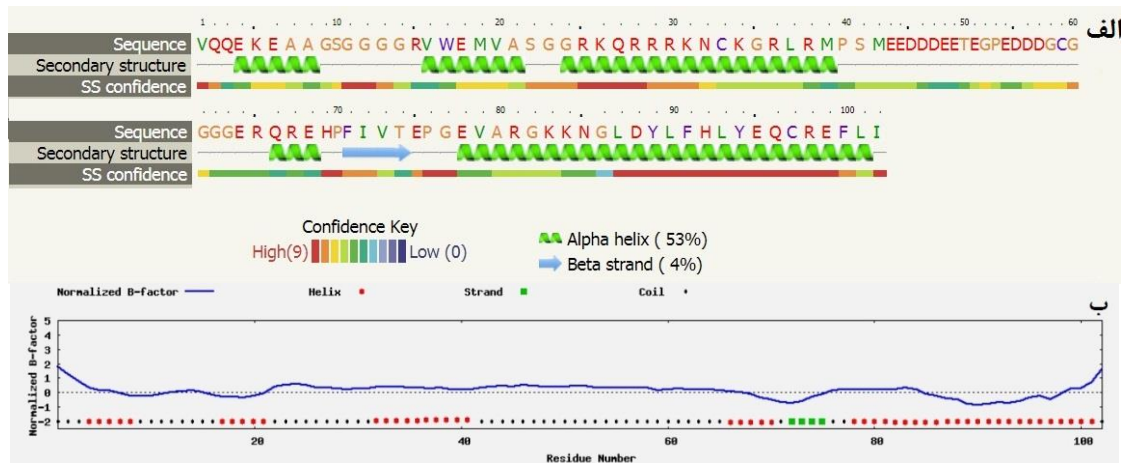 1 10 20 30 40 50 60 الف
Sequence V Q Q E K E A A G S G G G G R V W E M V A S G G R K Q R R R K N C K G R L R M P S M E E D D D E E T E G P E D D D G C G
Secondary structure
SS confidence
70 80 90 100
Sequence G G G E R Q R E H P F I V T E P G E V A R G K K N G L D Y L F H L Y E Q C R E F L I
Secondary structure
SS confidence
Confidence Key
High(9) Low (0)
Alpha helix ( 53%)
Beta strand ( 4%)
Normalized B-factor Helix Strand Coil ب
Normalized B-factor
5
4
3
2
1
0
-1
-2
20 40 60 80 100
Residue Number